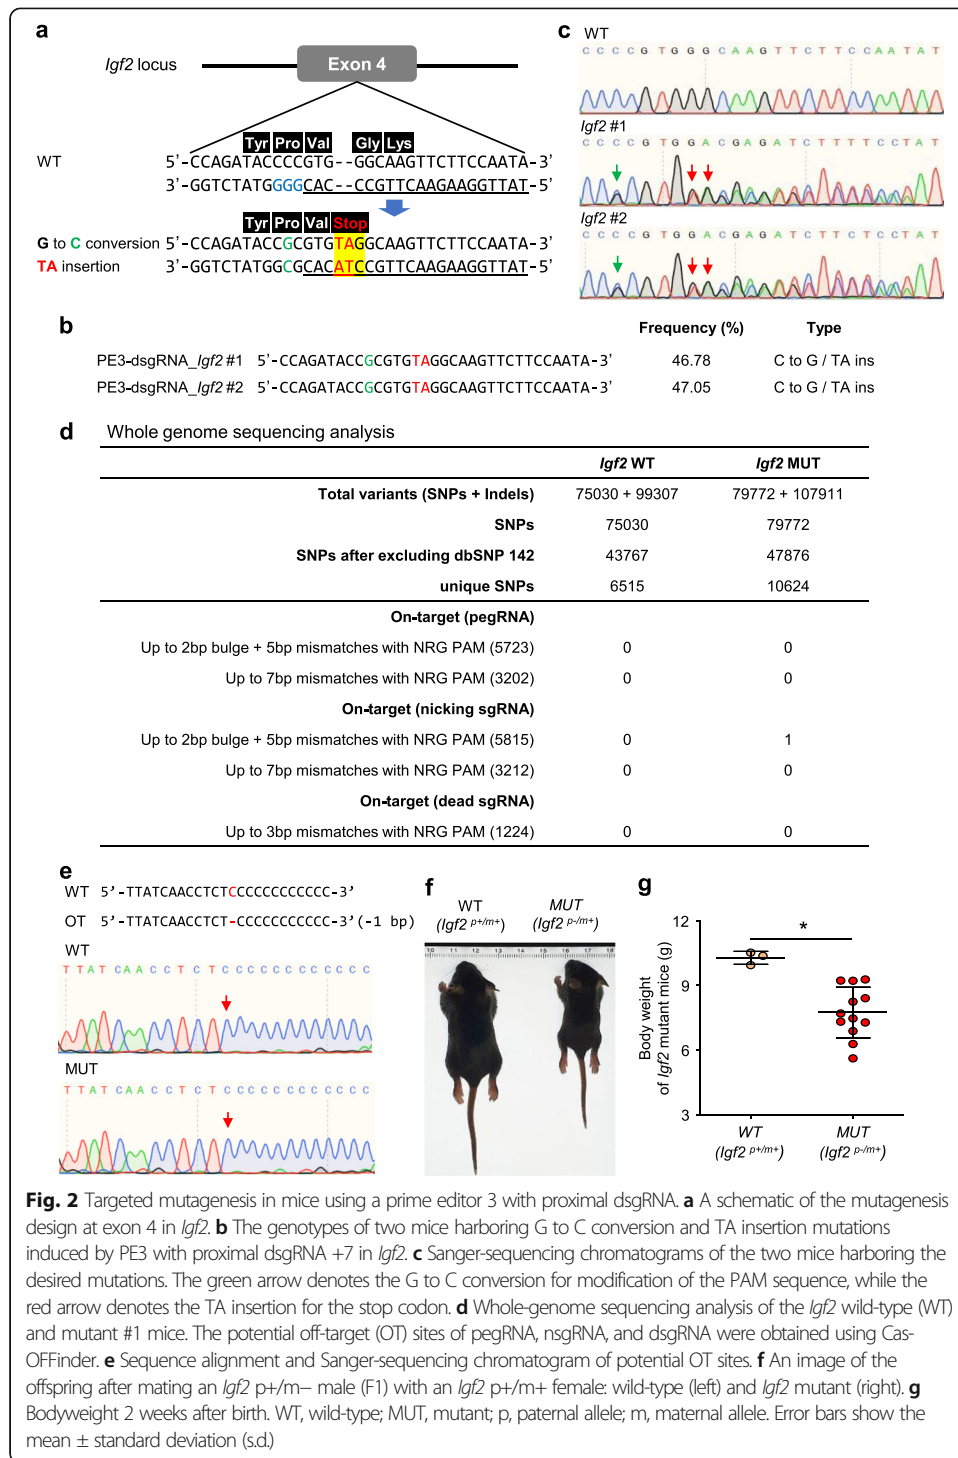 a
Igf2 locus
Exon 4
Tyr Pro Val Gly Lys
WT
5’-CCAGATACCCCGTG--GGCAAGTTCTTCCAATA-3’
3’-GGTCTATGGGGCAC--CCGTTCAAGAAGGTTAT-5’
Tyr Pro Val Stop
G to C conversion
5’-CCAGATACCGCGTGTAGGCAAGTTCTTCCAATA-3’
TA insertion
3’-GGTCTATGGCGCACATCCGTTCAAGAAGGTTAT-5’
c
WT
C C C C G T G G G C A A G T T C T T C C A A T A T
Igf2 #1
C C C C G T G G A C G A G A T C T T T T C C T A T
Igf2 #2
C C C C G T G G A C G A G A T C T T C T C C T A T
b
Frequency (%) Type
PE3-dsgRNA_Igf2 #1 5’-CCAGATACCGCGTGTAGGCAAGTTCTTCCAATA-3’ 46.78 C to G / TA ins
PE3-dsgRNA_Igf2 #2 5’-CCAGATACCGCGTGTAGGCAAGTTCTTCCAATA-3’ 47.05 C to G / TA ins
d Whole genome sequencing analysis
Igf2 WT Igf2 MUT
Total variants (SNPs + Indels) 75030 + 99307 79772 + 107911
SNPs 75030 79772
SNPs after excluding dbSNP 142 43767 47876
unique SNPs 6515 10624
On-target (pegRNA)
Up to 2bp bulge + 5bp mismatches with NRG PAM (5723) 0 0
Up to 7bp mismatches with NRG PAM (3202) 0 0
On-target (nicking sgRNA)
Up to 2bp bulge + 5bp mismatches with NRG PAM (5815) 0 1
Up to 7bp mismatches with NRG PAM (3212) 0 0
On-target (dead sgRNA)
Up to 3bp mismatches with NRG PAM (1224) 0 0
e
WT 5’-TTATCAACCTCTCCCCCCCCCCCC-3’
OT 5’-TTATCAACCTCT-CCCCCCCCCCC-3’(-1 bp)
WT
T T A T C A A C C T C T C C C C C C C C C C C C
MUT
T T A T C A A C C T C T C C C C C C C C C C C C
f
WT MUT
(Igf2 p+/m+) (Igf2 p-/m+)
10 11 12 13 14 15 16 17 18
g
Body weight
of Igf2 mutant mice (g)
12
9
6
3
*
WT MUT
(Igf2 p+/m+) (Igf2 p-/m+)
Fig. 2 Targeted mutagenesis in mice using a prime editor 3 with proximal dsgRNA. a A schematic of the mutagenesis
design at exon 4 in Igf2. b The genotypes of two mice harboring G to C conversion and TA insertion mutations
induced by PE3 with proximal dsgRNA +7 in Igf2. c Sanger-sequencing chromatograms of the two mice harboring the
desired mutations. The green arrow denotes the G to C conversion for modification of the PAM sequence, while the
red arrow denotes the TA insertion for the stop codon. d Whole-genome sequencing analysis of the Igf2 wild-type (WT)
and mutant #1 mice. The potential off-target (OT) sites of pegRNA, nsgRNA, and dsgRNA were obtained using Cas-
OFFinder. e Sequence alignment and Sanger-sequencing chromatogram of potential OT sites. f An image of the
offspring after mating an Igf2 p+/m− male (F1) with an Igf2 p+/m+ female: wild-type (left) and Igf2 mutant (right). g
Bodyweight 2 weeks after birth. WT, wild-type; MUT, mutant; p, paternal allele; m, maternal allele. Error bars show the
mean ± standard deviation (s.d.)